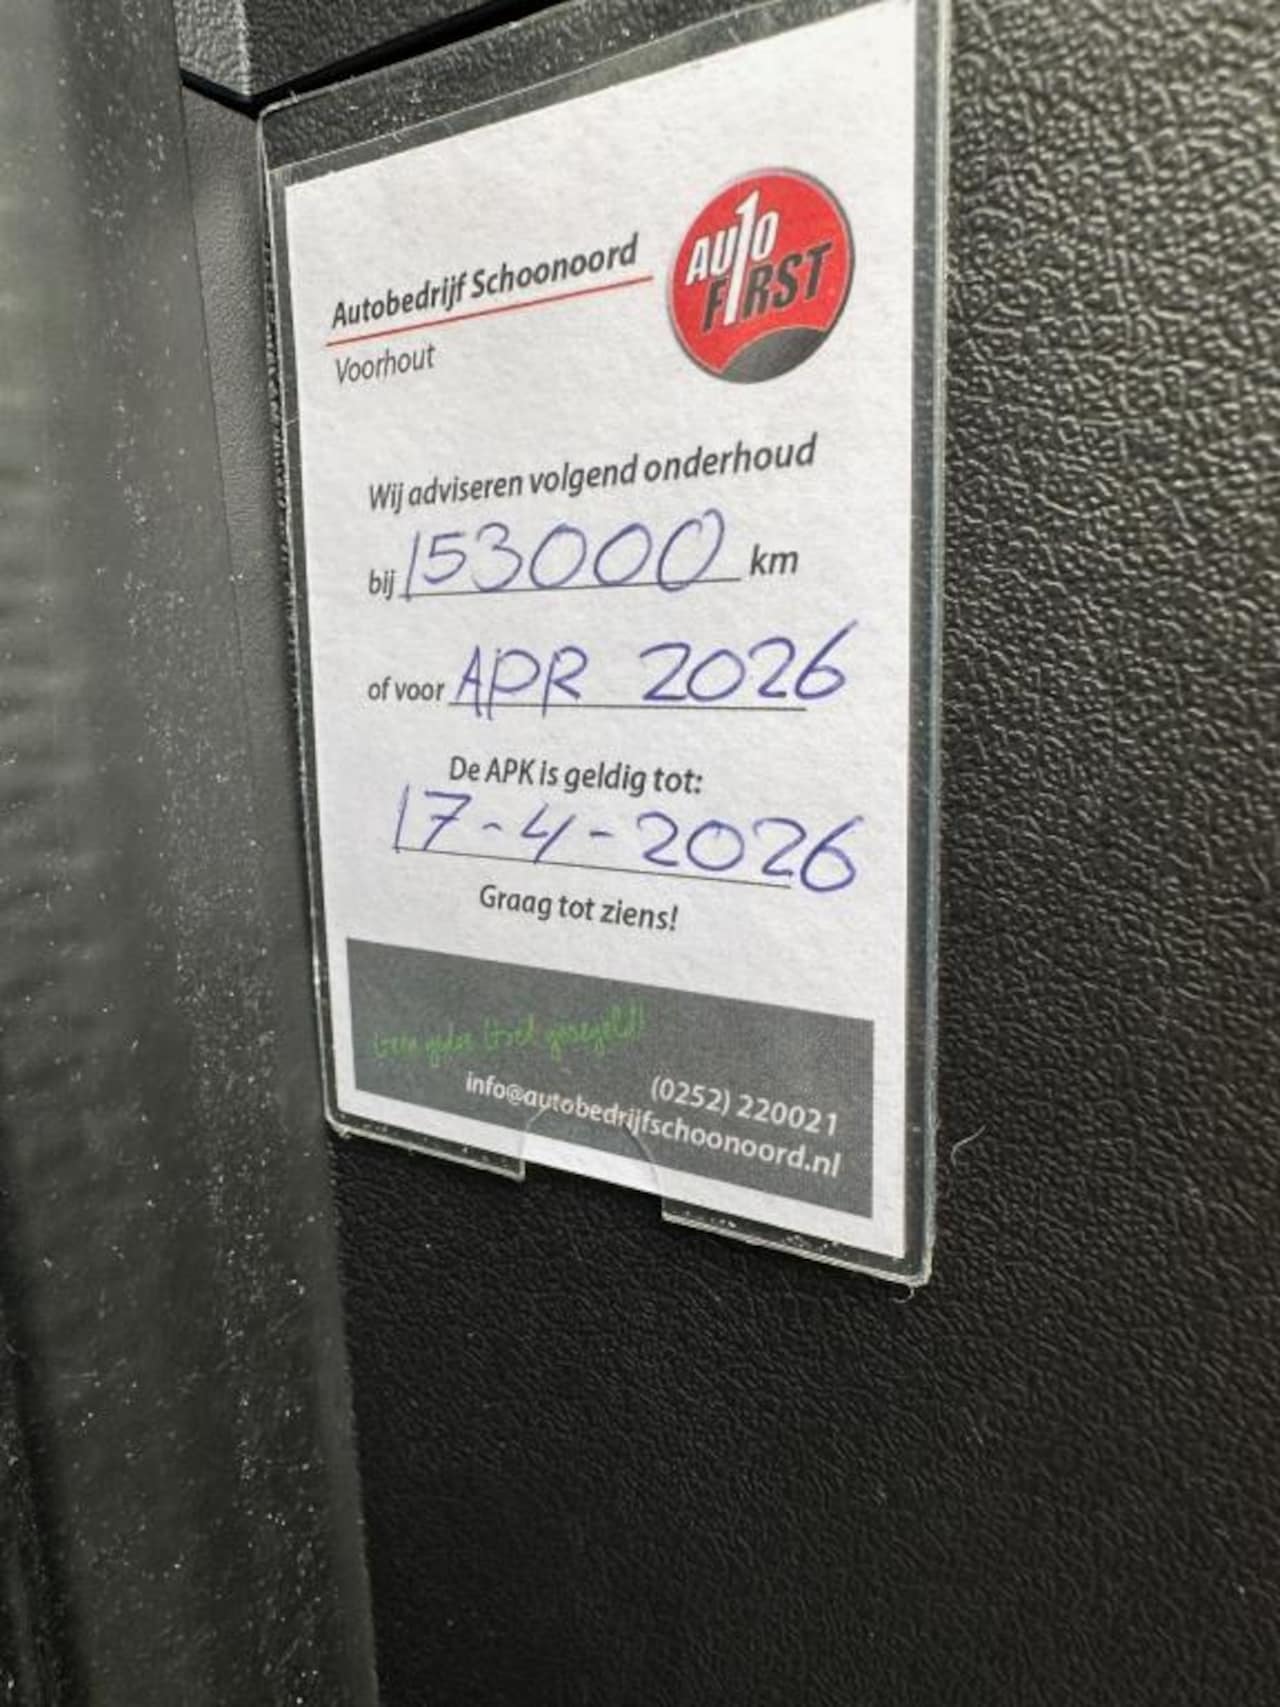 Autobedrijf Schoonoord
Voorhout
AUTO
FIRST
Wij adviseren volgend onderhoud
bij 153000 km
of voor APR 2026
De APK is geldig tot:
17-4-2026
Graag tot ziens!
geregeld!
(0252) 220021
info@autobedrijfschoonoord.nl